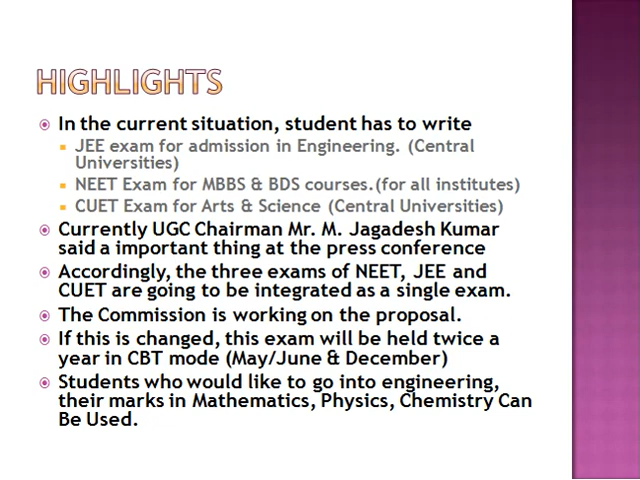 HIGHLIGHTS
In the current situation, student has to write
JEE exam for admission in Engineering. (Central
Universities)
NEET Exam for MBBS & BDS courses.(for all institutes)
CUET Exam for Arts & Science (Central Universities)
Currently UGC Chairman Mr. M. Jagadesh Kumar
said a important thing at the press conference
Accordingly, the three exams of NEET, JEE and
CUET are going to be integrated as a single exam.
The Commission is working on the proposal.
If this is changed, this exam will be held twice a
year in CBT mode (May/June & December)
Students who would like to go into engineering,
their marks in Mathematics, Physics, Chemistry Can
Be Used.